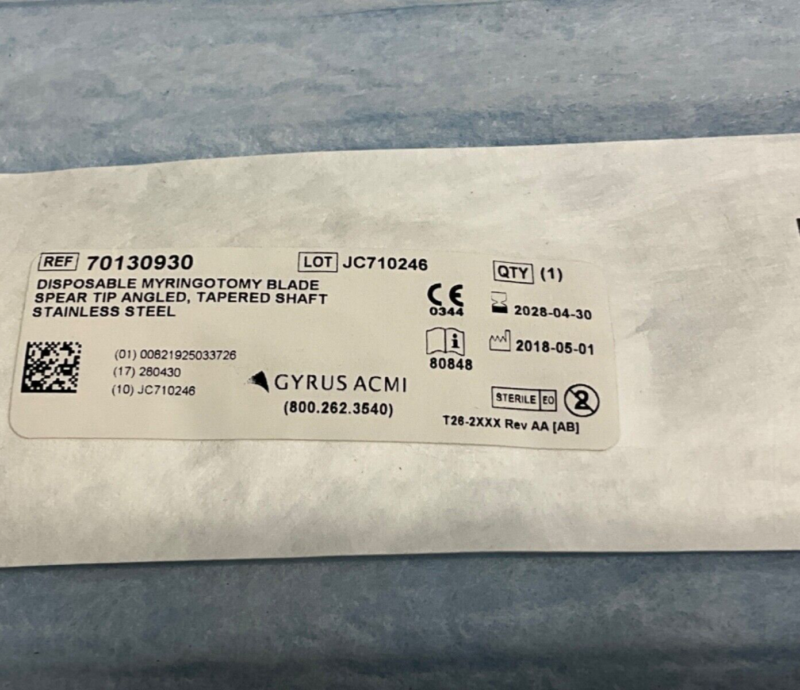 REF 70130930
LOT JC710246
QTY (1)
DISPOSABLE MYRINGOTOMY BLADE
SPEAR TIP ANGLED, TAPERED SHAFT
STAINLESS STEEL
CE
0344
2028-04-30
2018-05-01
80848
(01) 00821925033726
(17) 280430
(10) JC710246
GYRUS ACMI
(800.262.3540)
STERILE EO
2
T26-2XXX Rev AA [AB]